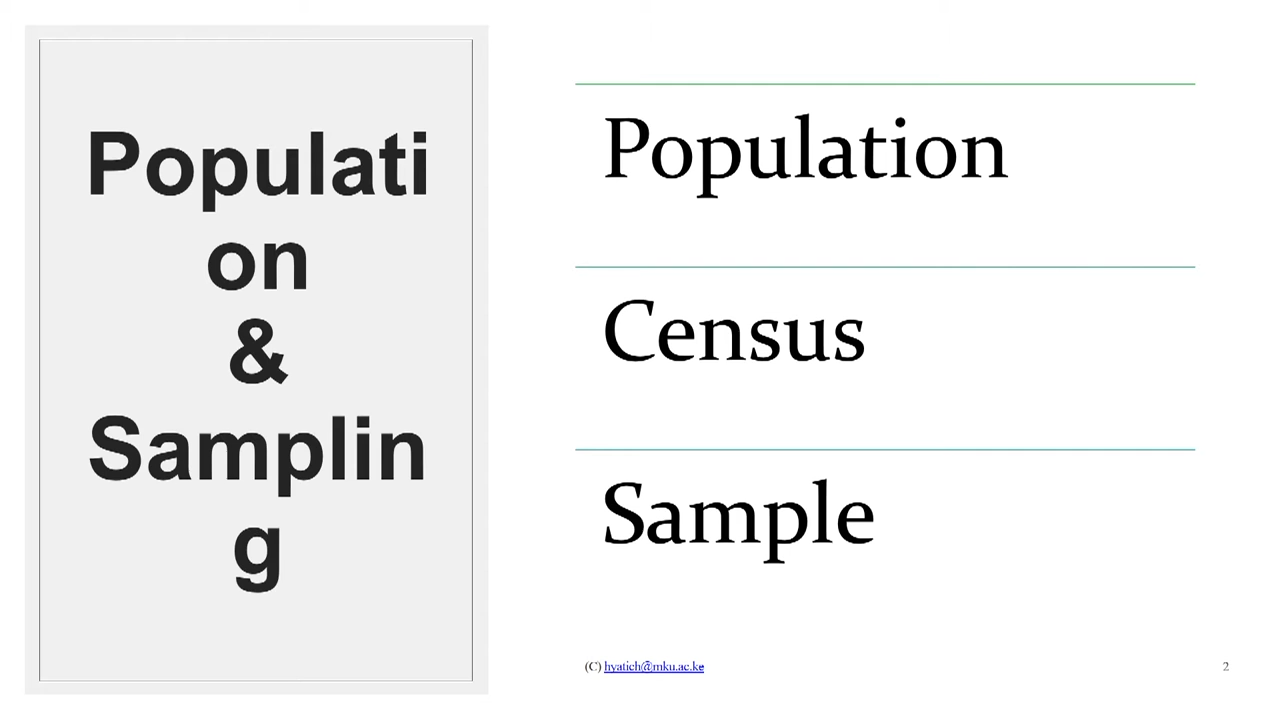 Populati
on
&
Samplin
g
Population
Census
Sample
(C) hyatich@mku.ac.ke
2